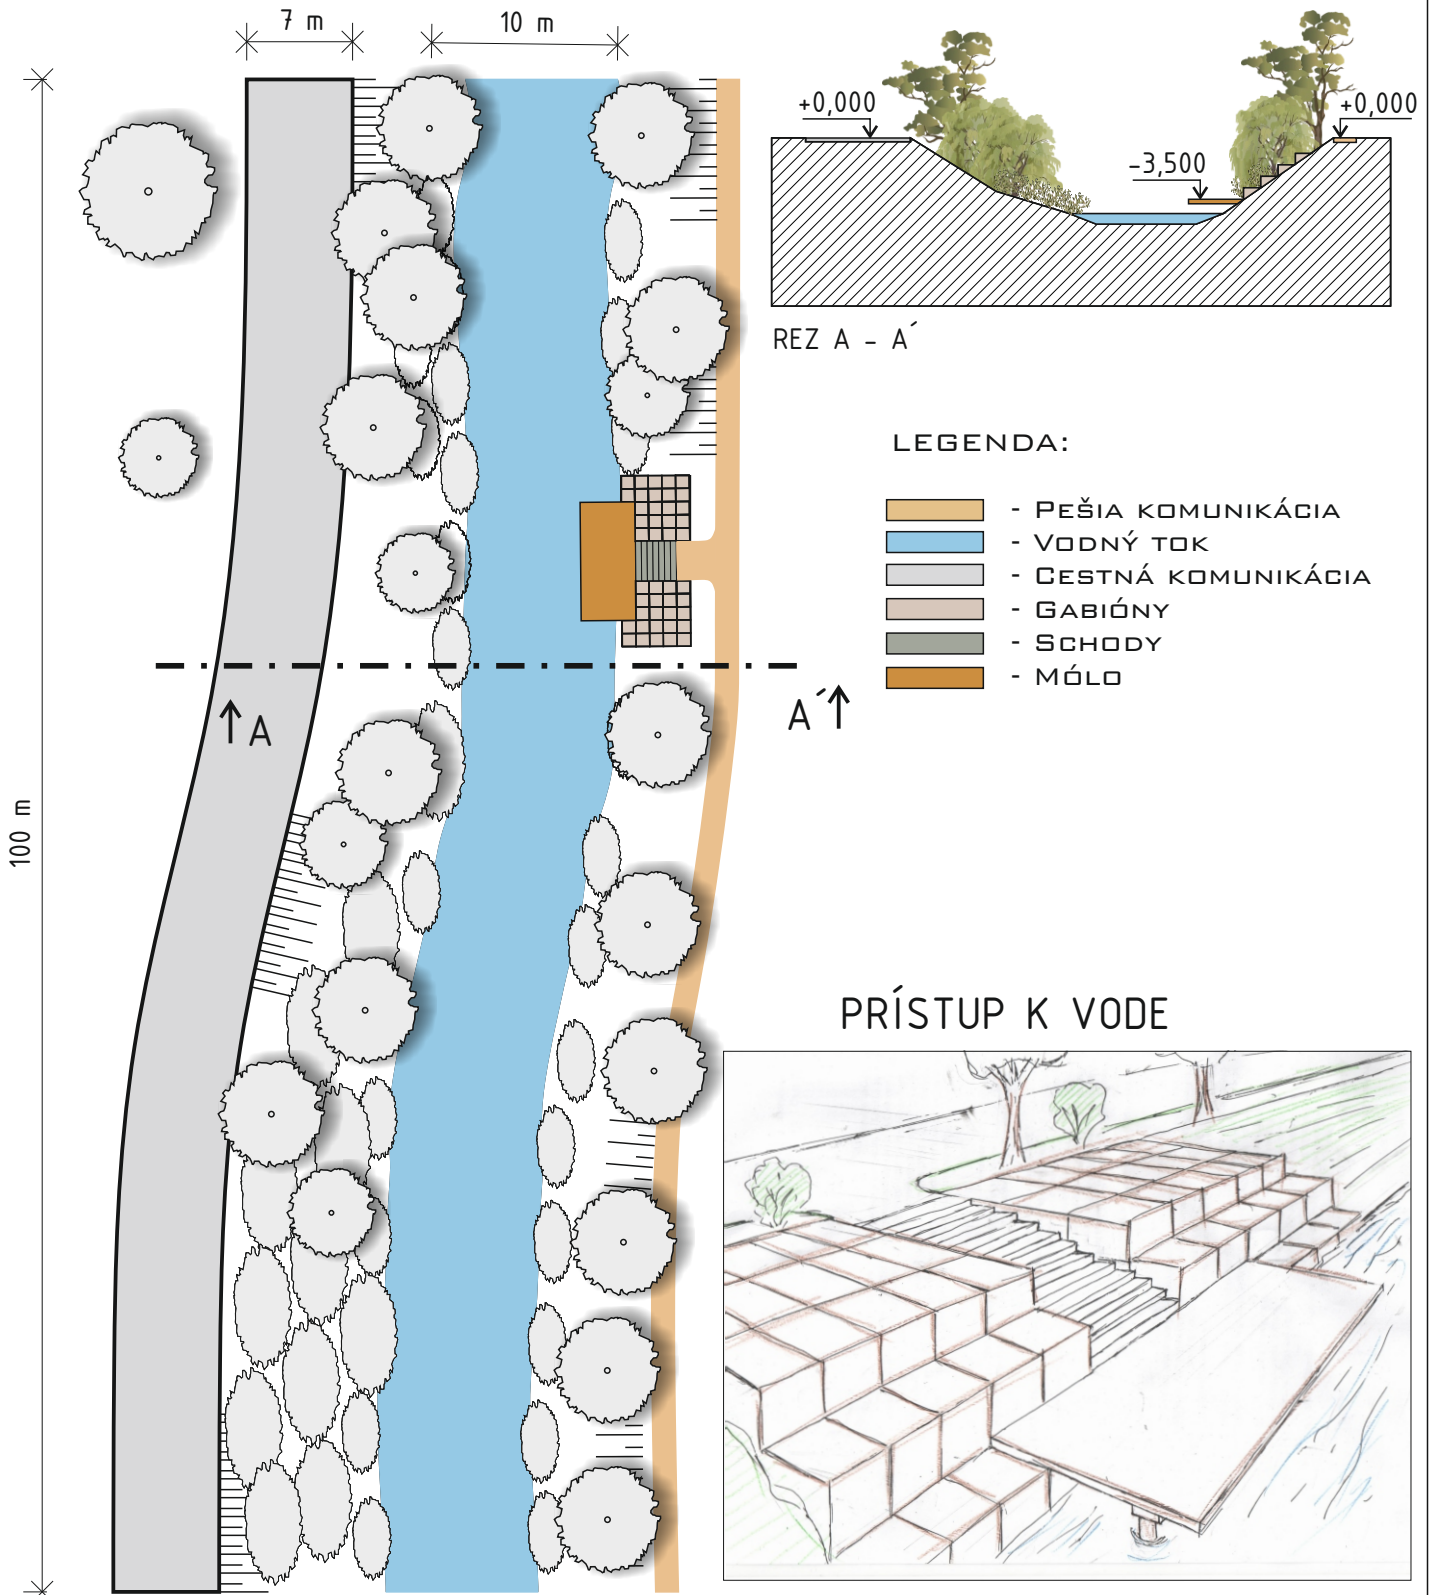 7 m
10 m
100 m
+0,000
+0,000
-3,500
REZ A - A´
LEGENDA:
- PEŠIA KOMUNIKÁCIA
- VODNÝ TOK
- CESTNÁ KOMUNIKÁCIA
- GABIÓNY
- SCHODY
- MÓLO
A
A´
PRÍSTUP K VODE